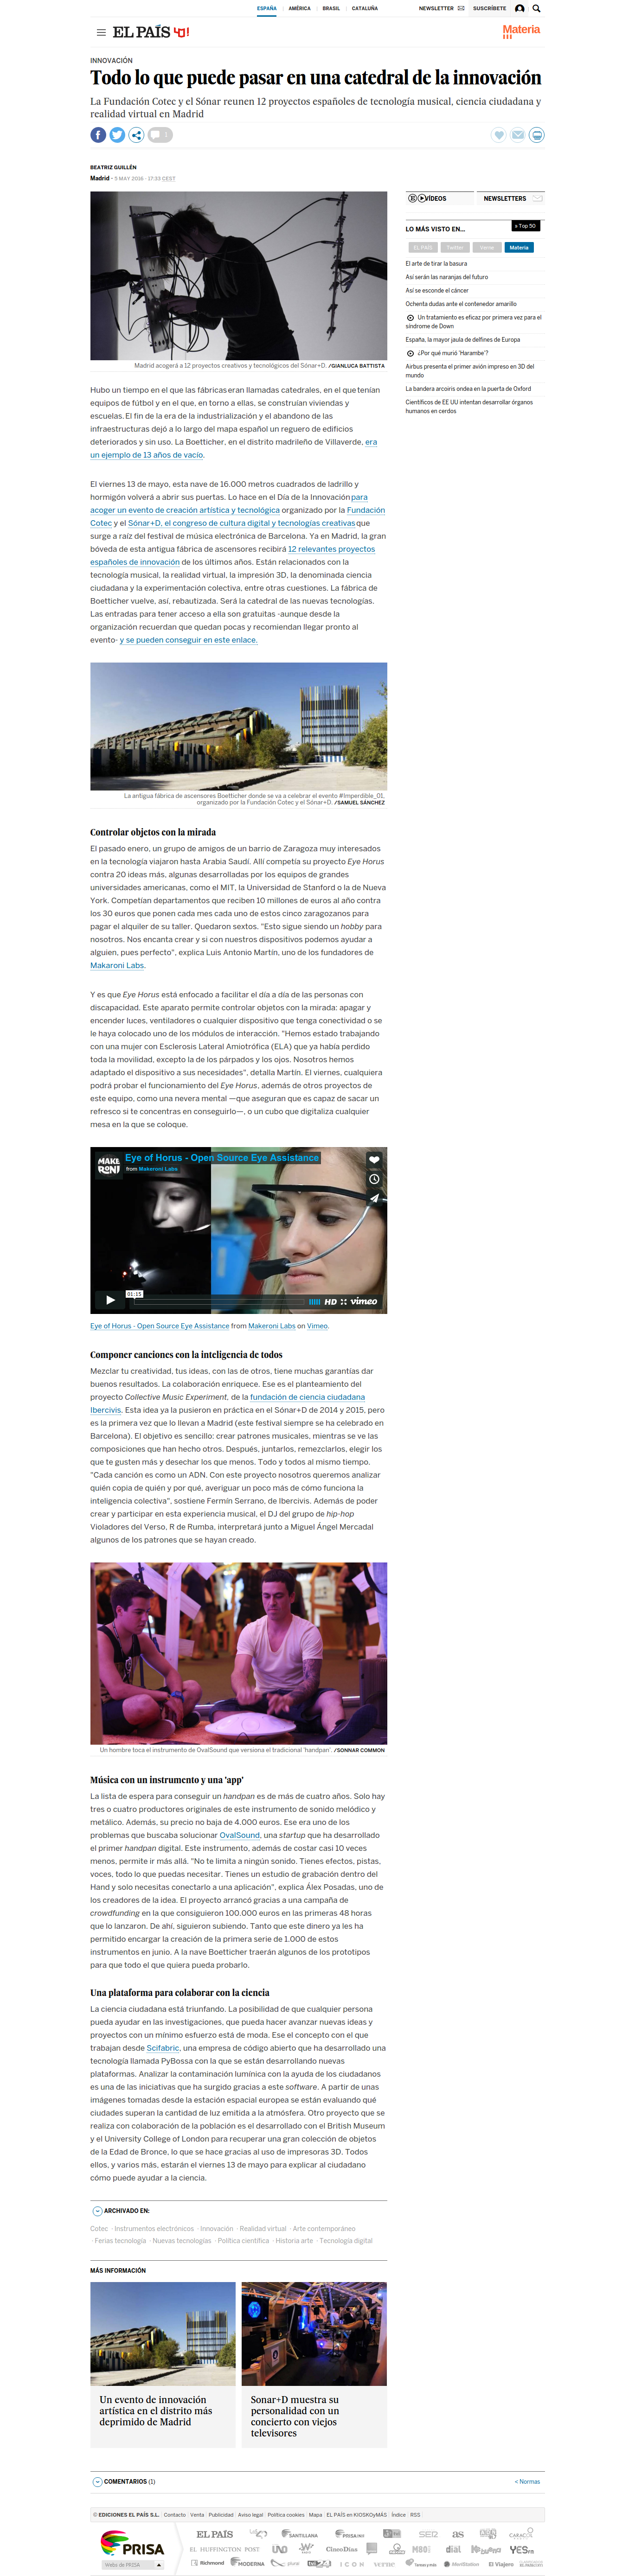 ESPAÑA
AMÉRICA
BRASIL
CATALUÑA
NEWSLETTER
SUSCRÍBETE
EL PAÍS
Materia
INNOVACIÓN
Todo lo que puede pasar en una catedral de la innovación
La Fundación Cotec y el Sónar reunen 12 proyectos españoles de tecnología musical, ciencia ciudadana y
realidad virtual en Madrid
BEATRIZ GUILLÉN
Madrid - 5 MAY 2016 - 17:33 CEST
Madrid acogerá a 12 proyectos creativos y tecnológicos del Sónar+D. /GIANLUCA BATTISTA
Hubo un tiempo en el que las fábricas eran llamadas catedrales, en el que tenían
equipos de fútbol y en el que, en torno a ellas, se construían viviendas y
escuelas. El fin de la era de la industrialización y el abandono de las
infraestructuras dejó a lo largo del mapa español un reguero de edificios
deteriorados y sin uso. La Boetticher, en el distrito madrileño de Villaverde, era
un ejemplo de 13 años de vacío.
El viernes 13 de mayo, esta nave de 16.000 metros cuadrados de ladrillo y
hormigón volverá a abrir sus puertas. Lo hace en el Día de la Innovación para
acoger un evento de creación artística y tecnológica organizado por la Fundación
Cotec y el Sónar+D, el congreso de cultura digital y tecnologías creativas que
surge a raíz del festival de música electrónica de Barcelona. Ya en Madrid, la gran
bóveda de esta antigua fábrica de ascensores recibirá 12 relevantes proyectos
españoles de innovación de los últimos años. Están relacionados con la
tecnología musical, la realidad virtual, la impresión 3D, la denominada ciencia
ciudadana y la experimentación colectiva, entre otras cuestiones. La fábrica de
Boetticher vuelve, así, rebautizada. Será la catedral de las nuevas tecnologías.
Las entradas para tener acceso a ella son gratuitas -aunque desde la
organización recuerdan que quedan pocas y recomiendan llegar pronto al
evento- y se pueden conseguir en este enlace.
La antigua fábrica de ascensores Boetticher donde se va a celebrar el evento #Imperdible_01,
organizado por la Fundación Cotec y el Sónar+D. /SAMUEL SÁNCHEZ
Controlar objetos con la mirada
El pasado enero, un grupo de amigos de un barrio de Zaragoza muy interesados
en la tecnología viajaron hasta Arabia Saudí. Allí competía su proyecto Eye Horus
contra 20 ideas más, algunas desarrolladas por los equipos de grandes
universidades americanas, como el MIT, la Universidad de Stanford o la de Nueva
York. Competían departamentos que reciben 10 millones de euros al año contra
los 30 euros que ponen cada mes cada uno de estos cinco zaragozanos para
pagar el alquiler de su taller. Quedaron sextos. "Esto sigue siendo un hobby para
nosotros. Nos encanta crear y si con nuestros dispositivos podemos ayudar a
alguien, pues perfecto", explica Luis Antonio Martín, uno de los fundadores de
Makaroni Labs.
Y es que Eye Horus está enfocado a facilitar el día a día de las personas con
discapacidad. Este aparato permite controlar objetos con la mirada: apagar y
encender luces, ventiladores o cualquier dispositivo que tenga conectividad o se
le haya colocado uno de los módulos de interacción. "Hemos estado trabajando
con una mujer con Esclerosis Lateral Amiotrófica (ELA) que ya había perdido
toda la movilidad, excepto la de los párpados y los ojos. Nosotros hemos
adaptado el dispositivo a sus necesidades", detalla Martín. El viernes, cualquiera
podrá probar el funcionamiento del Eye Horus, además de otros proyectos de
este equipo, como una nevera mental —que aseguran que es capaz de sacar un
refresco si te concentras en conseguirlo—, o un cubo que digitaliza cualquier
mesa en la que se coloque.
MAKE
RONI
Eye of Horus - Open Source Eye Assistance
from Makeroni Labs
01:15
HD
vimeo
Eye of Horus - Open Source Eye Assistance from Makeroni Labs on Vimeo.
Componer canciones con la inteligencia de todos
Mezclar tu creatividad, tus ideas, con las de otros, tiene muchas garantías dar
buenos resultados. La colaboración enriquece. Ese es el planteamiento del
proyecto Collective Music Experiment, de la fundación de ciencia ciudadana
Ibercivis. Esta idea ya la pusieron en práctica en el Sónar+D de 2014 y 2015, pero
es la primera vez que lo llevan a Madrid (este festival siempre se ha celebrado en
Barcelona). El objetivo es sencillo: crear patrones musicales, mientras se ve las
composiciones que han hecho otros. Después, juntarlos, remezclarlos, elegir los
que te gusten más y desechar los que menos. Todo y todos al mismo tiempo.
"Cada canción es como un ADN. Con este proyecto nosotros queremos analizar
quién copia de quién y por qué, averiguar un poco más de cómo funciona la
inteligencia colectiva", sostiene Fermín Serrano, de Ibercivis. Además de poder
crear y participar en esta experiencia musical, el DJ del grupo de hip-hop
Violadores del Verso, R de Rumba, interpretará junto a Miguel Ángel Mercadal
algunos de los patrones que se hayan creado.
Un hombre toca el instrumento de OvalSound que versiona el tradicional 'handpan'. /SONNAR COMMON
Música con un instrumento y una 'app'
La lista de espera para conseguir un handpan es de más de cuatro años. Solo hay
tres o cuatro productores originales de este instrumento de sonido melódico y
metálico. Además, su precio no baja de 4.000 euros. Ese era uno de los
problemas que buscaba solucionar OvalSound, una startup que ha desarrollado
el primer handpan digital. Este instrumento, además de costar casi 10 veces
menos, permite ir más allá. "No te limita a ningún sonido. Tienes efectos, pistas,
voces, todo lo que puedas necesitar. Tienes un estudio de grabación dentro del
Hand y solo necesitas conectarlo a una aplicación", explica Álex Posadas, uno de
los creadores de la idea. El proyecto arrancó gracias a una campaña de
crowdfunding en la que consiguieron 100.000 euros en las primeras 48 horas
que lo lanzaron. De ahí, siguieron subiendo. Tanto que este dinero ya les ha
permitido encargar la creación de la primera serie de 1.000 de estos
instrumentos en junio. A la nave Boetticher traerán algunos de los prototipos
para que todo el que quiera pueda probarlo.
Una plataforma para colaborar con la ciencia
La ciencia ciudadana está triunfando. La posibilidad de que cualquier persona
pueda ayudar en las investigaciones, que pueda hacer avanzar nuevas ideas y
proyectos con un mínimo esfuerzo está de moda. Ese el concepto con el que
trabajan desde Scifabric, una empresa de código abierto que ha desarrollado una
tecnología llamada PyBossa con la que se están desarrollando nuevas
plataformas. Analizar la contaminación lumínica con la ayuda de los ciudadanos
es una de las iniciativas que ha surgido gracias a este software. A partir de unas
imágenes tomadas desde la estación espacial europea se están evaluando qué
ciudades superan la cantidad de luz emitida a la atmósfera. Otro proyecto que se
realiza con colaboración de la población es el desarrollado con el British Museum
y el University College of London para recuperar una gran colección de objetos
de la Edad de Bronce, lo que se hace gracias al uso de impresoras 3D. Todos
ellos, y varios más, estarán el viernes 13 de mayo para explicar al ciudadano
cómo puede ayudar a la ciencia.
ARCHIVADO EN:
Cotec · Instrumentos electrónicos · Innovación · Realidad virtual · Arte contemporáneo
· Ferias tecnología · Nuevas tecnologías · Política científica · Historia arte · Tecnología digital
MÁS INFORMACIÓN
Un evento de innovación
artística en el distrito más
deprimido de Madrid
Sonar+D muestra su
personalidad con un
concierto con viejos
televisores
COMENTARIOS (1)
< Normas
VÍDEOS
NEWSLETTERS
LO MÁS VISTO EN...
» Top 50
EL PAÍS
Twitter
Verne
Materia
El arte de tirar la basura
Así serán las naranjas del futuro
Así se esconde el cáncer
Ochenta dudas ante el contenedor amarillo
Un tratamiento es eficaz por primera vez para el
síndrome de Down
España, la mayor jaula de delfines de Europa
¿Por qué murió 'Harambe'?
Airbus presenta el primer avión impreso en 3D del
mundo
La bandera arcoíris ondea en la puerta de Oxford
Científicos de EE UU intentan desarrollar órganos
humanos en cerdos
© EDICIONES EL PAÍS S.L. | Contacto | Venta | Publicidad | Aviso legal | Política cookies | Mapa | EL PAÍS en KIOSKOyMÁS | Índice | RSS
PRISA
Webs de PRISA
EL PAÍS
SANTILLANA
SER
as
CARACOL
EL HUFFINGTON POST
CinemaDías
dial
YES.fm
Richmond
MODERNA
ICON
verne
Meristation
El Viajero